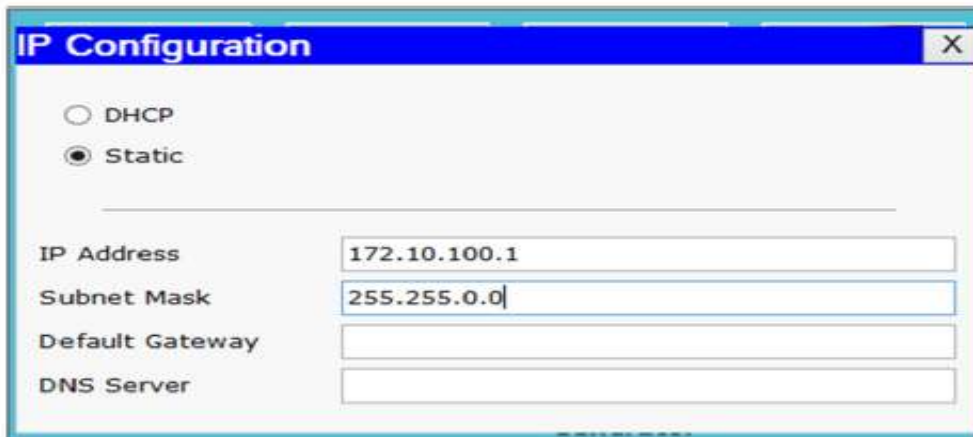 IP Configuration X
DHCP
Static
IP Address 172.10.100.1
Subnet Mask 255.255.0.0
Default Gateway
DNS Server